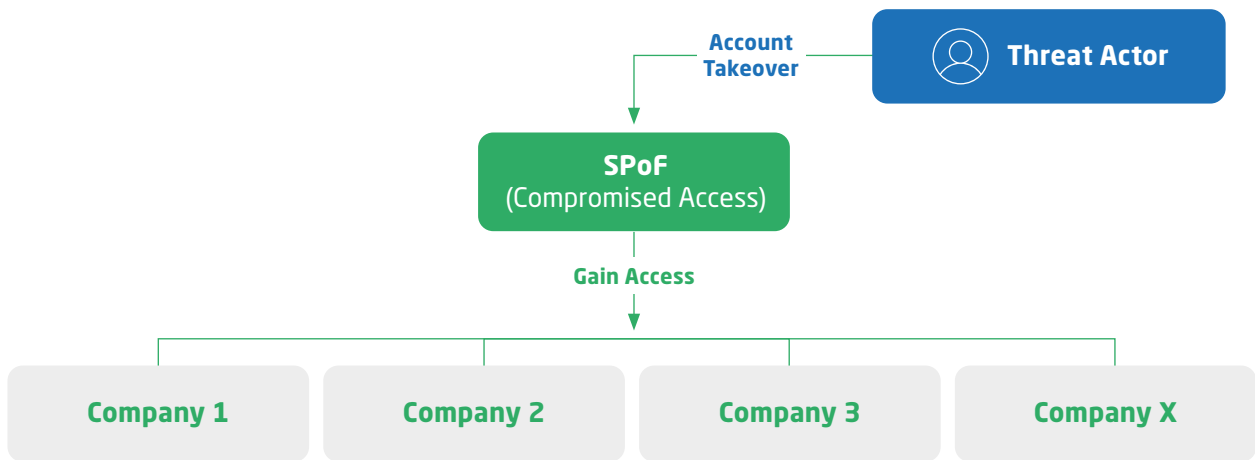 Account
Takeover
Threat Actor
SPoF
(Compromised Access)
Gain Access
Company 1
Company 2
Company 3
Company X